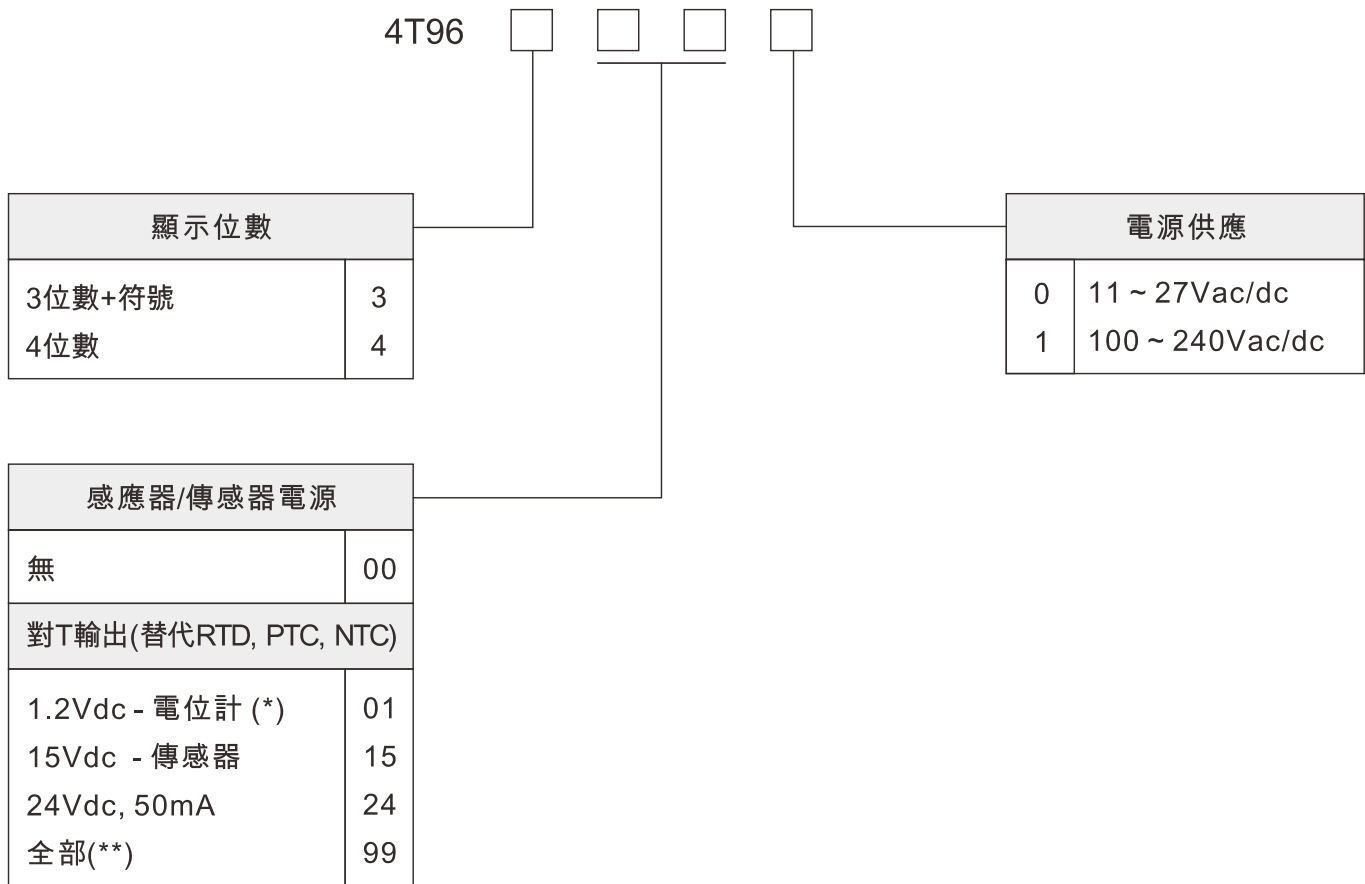 4T96
顯示位數
3位數+符號 3
4位數 4
電源供應
0 11 ~ 27Vac/dc
1 100 ~ 240Vac/dc
感應器/傳感器電源
無 00
對T輸出(替代RTD, PTC, NTC)
1.2Vdc - 電位計 (*) 01
15Vdc - 傳感器 15
24Vdc, 50mA 24
全部(**) 99